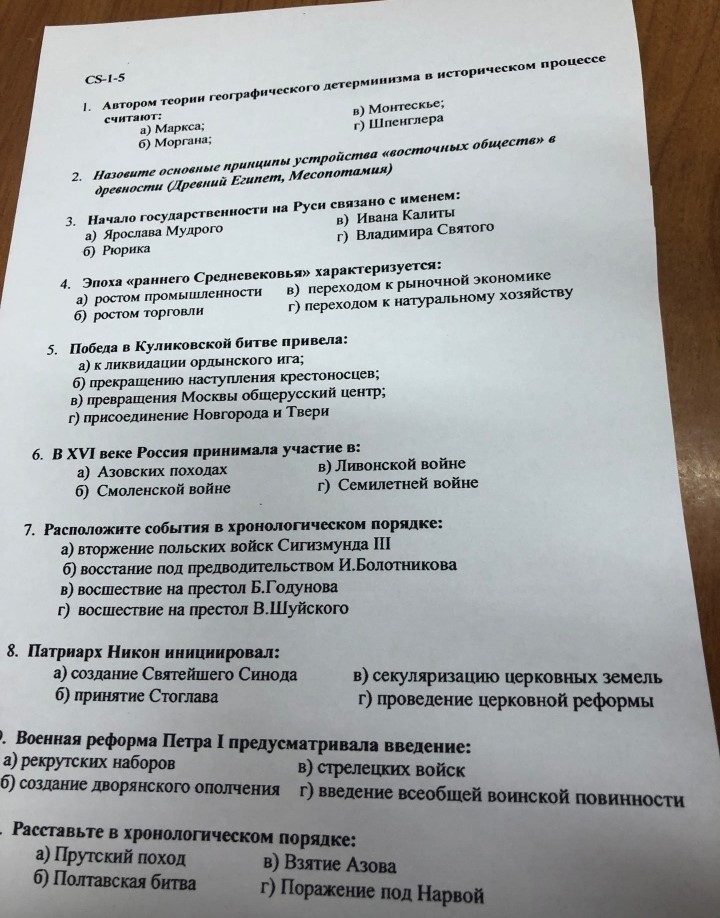 CS-1-5
1. Автором теории географического детерминизма в историческом процессе
считают:
а) Маркса; в) Монтескье;
б) Моргана; г) Шпенглера
2. Назовите основные принципы устройства «восточных обществ» в
древности (Древний Египет, Месопотамия)
3. Начало государственности на Руси связано с именем:
а) Ярослава Мудрого в) Ивана Калиты
б) Рюрика г) Владимира Святого
4. Эпоха «раннего Средневековья» характеризуется:
а) ростом промышленности в) переходом к рыночной экономике
б) ростом торговли г) переходом к натуральному хозяйству
5. Победа в Куликовской битве привела:
а) к ликвидации ордынского ига;
б) прекращению наступления крестоносцев;
в) превращения Москвы общерусский центр;
г) присоединение Новгорода и Твери
6. В XVI веке Россия принимала участие в:
а) Азовских походах в) Ливонской войне
б) Смоленской войне г) Семилетней войне
7. Расположите события в хронологическом порядке:
а) вторжение польских войск Сигизмунда III
б) восстание под предводительством И.Болотникова
в) восшествие на престол Б.Годунова
г) восшествие на престол В.Шуйского
8. Патриарх Никон инициировал:
а) создание Святейшего Синода в) секуляризацию церковных земель
б) принятие Стоглава г) проведение церковной реформы
. Военная реформа Петра I предусматривала введение:
а) рекрутских наборов в) стрелецких войск
б) создание дворянского ополчения г) введение всеобщей воинской повинности
. Расставьте в хронологическом порядке:
а) Прутский поход в) Взятие Азова
б) Полтавская битва г) Поражение под Нарвой